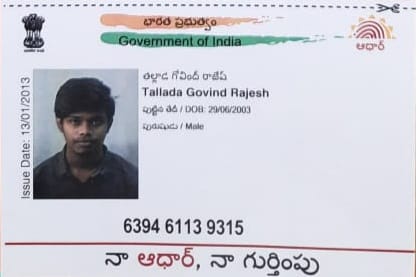 భారత ప్రభుత్వం
Government of India
ఆధార్
Issue Date: 13/01/2013
తల్లాడ గోవింద్ రాజేష్
Tallada Govind Rajesh
పుట్టిన తేదీ / DOB: 29/06/2003
పురుషుడు / Male
6394 6113 9315
నా ఆధార్, నా గుర్తింపు